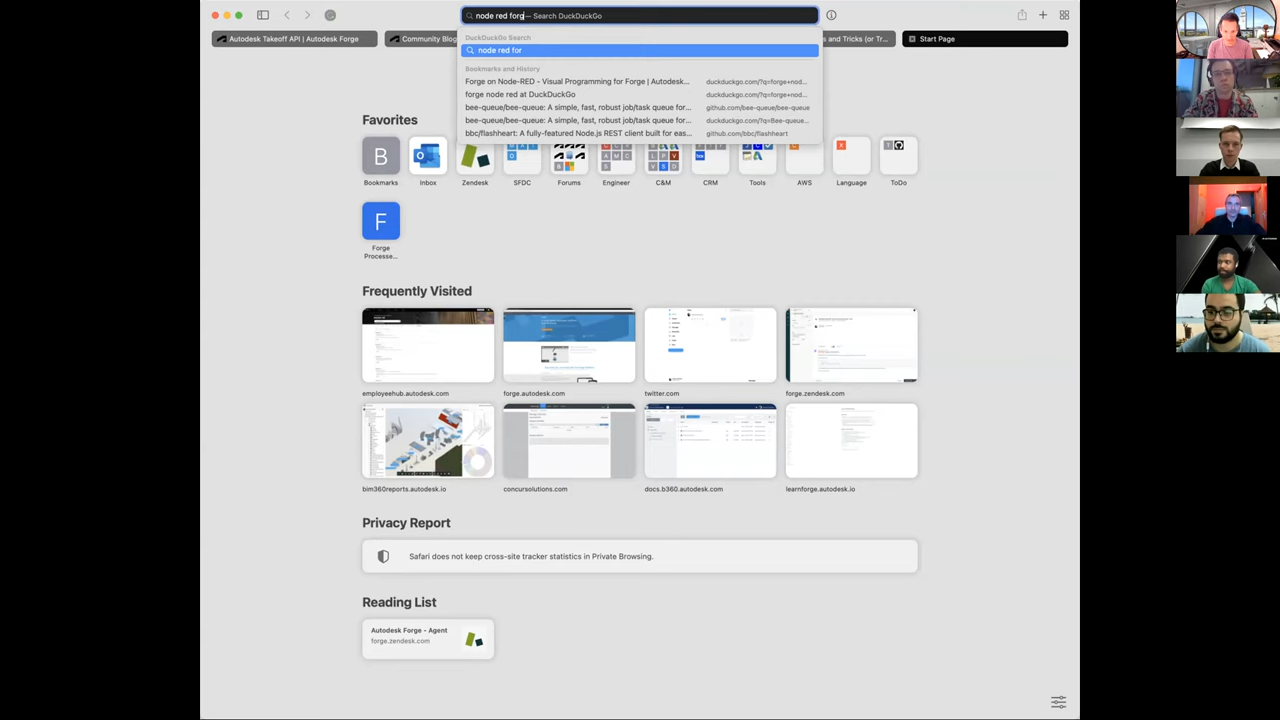 node red forg — Search DuckDuckGo
Autodesk Takeoff API | Autodesk Forge
Community Blog
s and Tricks (or Tr...
Start Page
DuckDuckGo Search
node red for
Bookmarks and History
Forge on Node-RED - Visual Programming for Forge | Autodesk... duckduckgo.com/?q=forge+nod...
forge node red at DuckDuckGo duckduckgo.com/?q=forge+nod...
bee-queue/bee-queue: A simple, fast, robust job/task queue for... github.com/bee-queue/bee-queue
bee-queue/bee-queue: A simple, fast, robust job/task queue for... duckduckgo.com/?q=Bee-queue...
bbc/flashheart: A fully-featured Node.js REST client built for eas... github.com/bbc/flashheart
Favorites
B
Bookmarks
Inbox
Zendesk
SFDC
Forums
Engineer
C&M
CRM
Tools
AWS
Language
ToDo
F
Forge
Processe...
Frequently Visited
employeehub.autodesk.com
forge.autodesk.com
twitter.com
forge.zendesk.com
bim360reports.autodesk.io
concursolutions.com
docs.b360.autodesk.com
learnforge.autodesk.io
Privacy Report
Safari does not keep cross-site tracker statistics in Private Browsing.
Reading List
Autodesk Forge - Agent
forge.zendesk.com